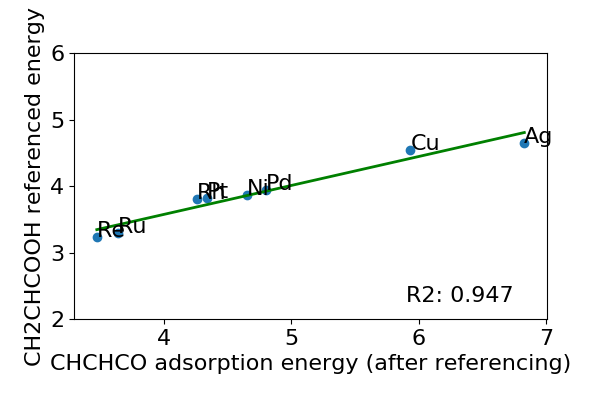 CH2CHCOOH referenced energy
6
5
4
3
2
Re
Ru
Rh
Pt
Ni
Pd
Cu
Ag
R2: 0.947
4
5
6
7
CHCHCO adsorption energy (after referencing)